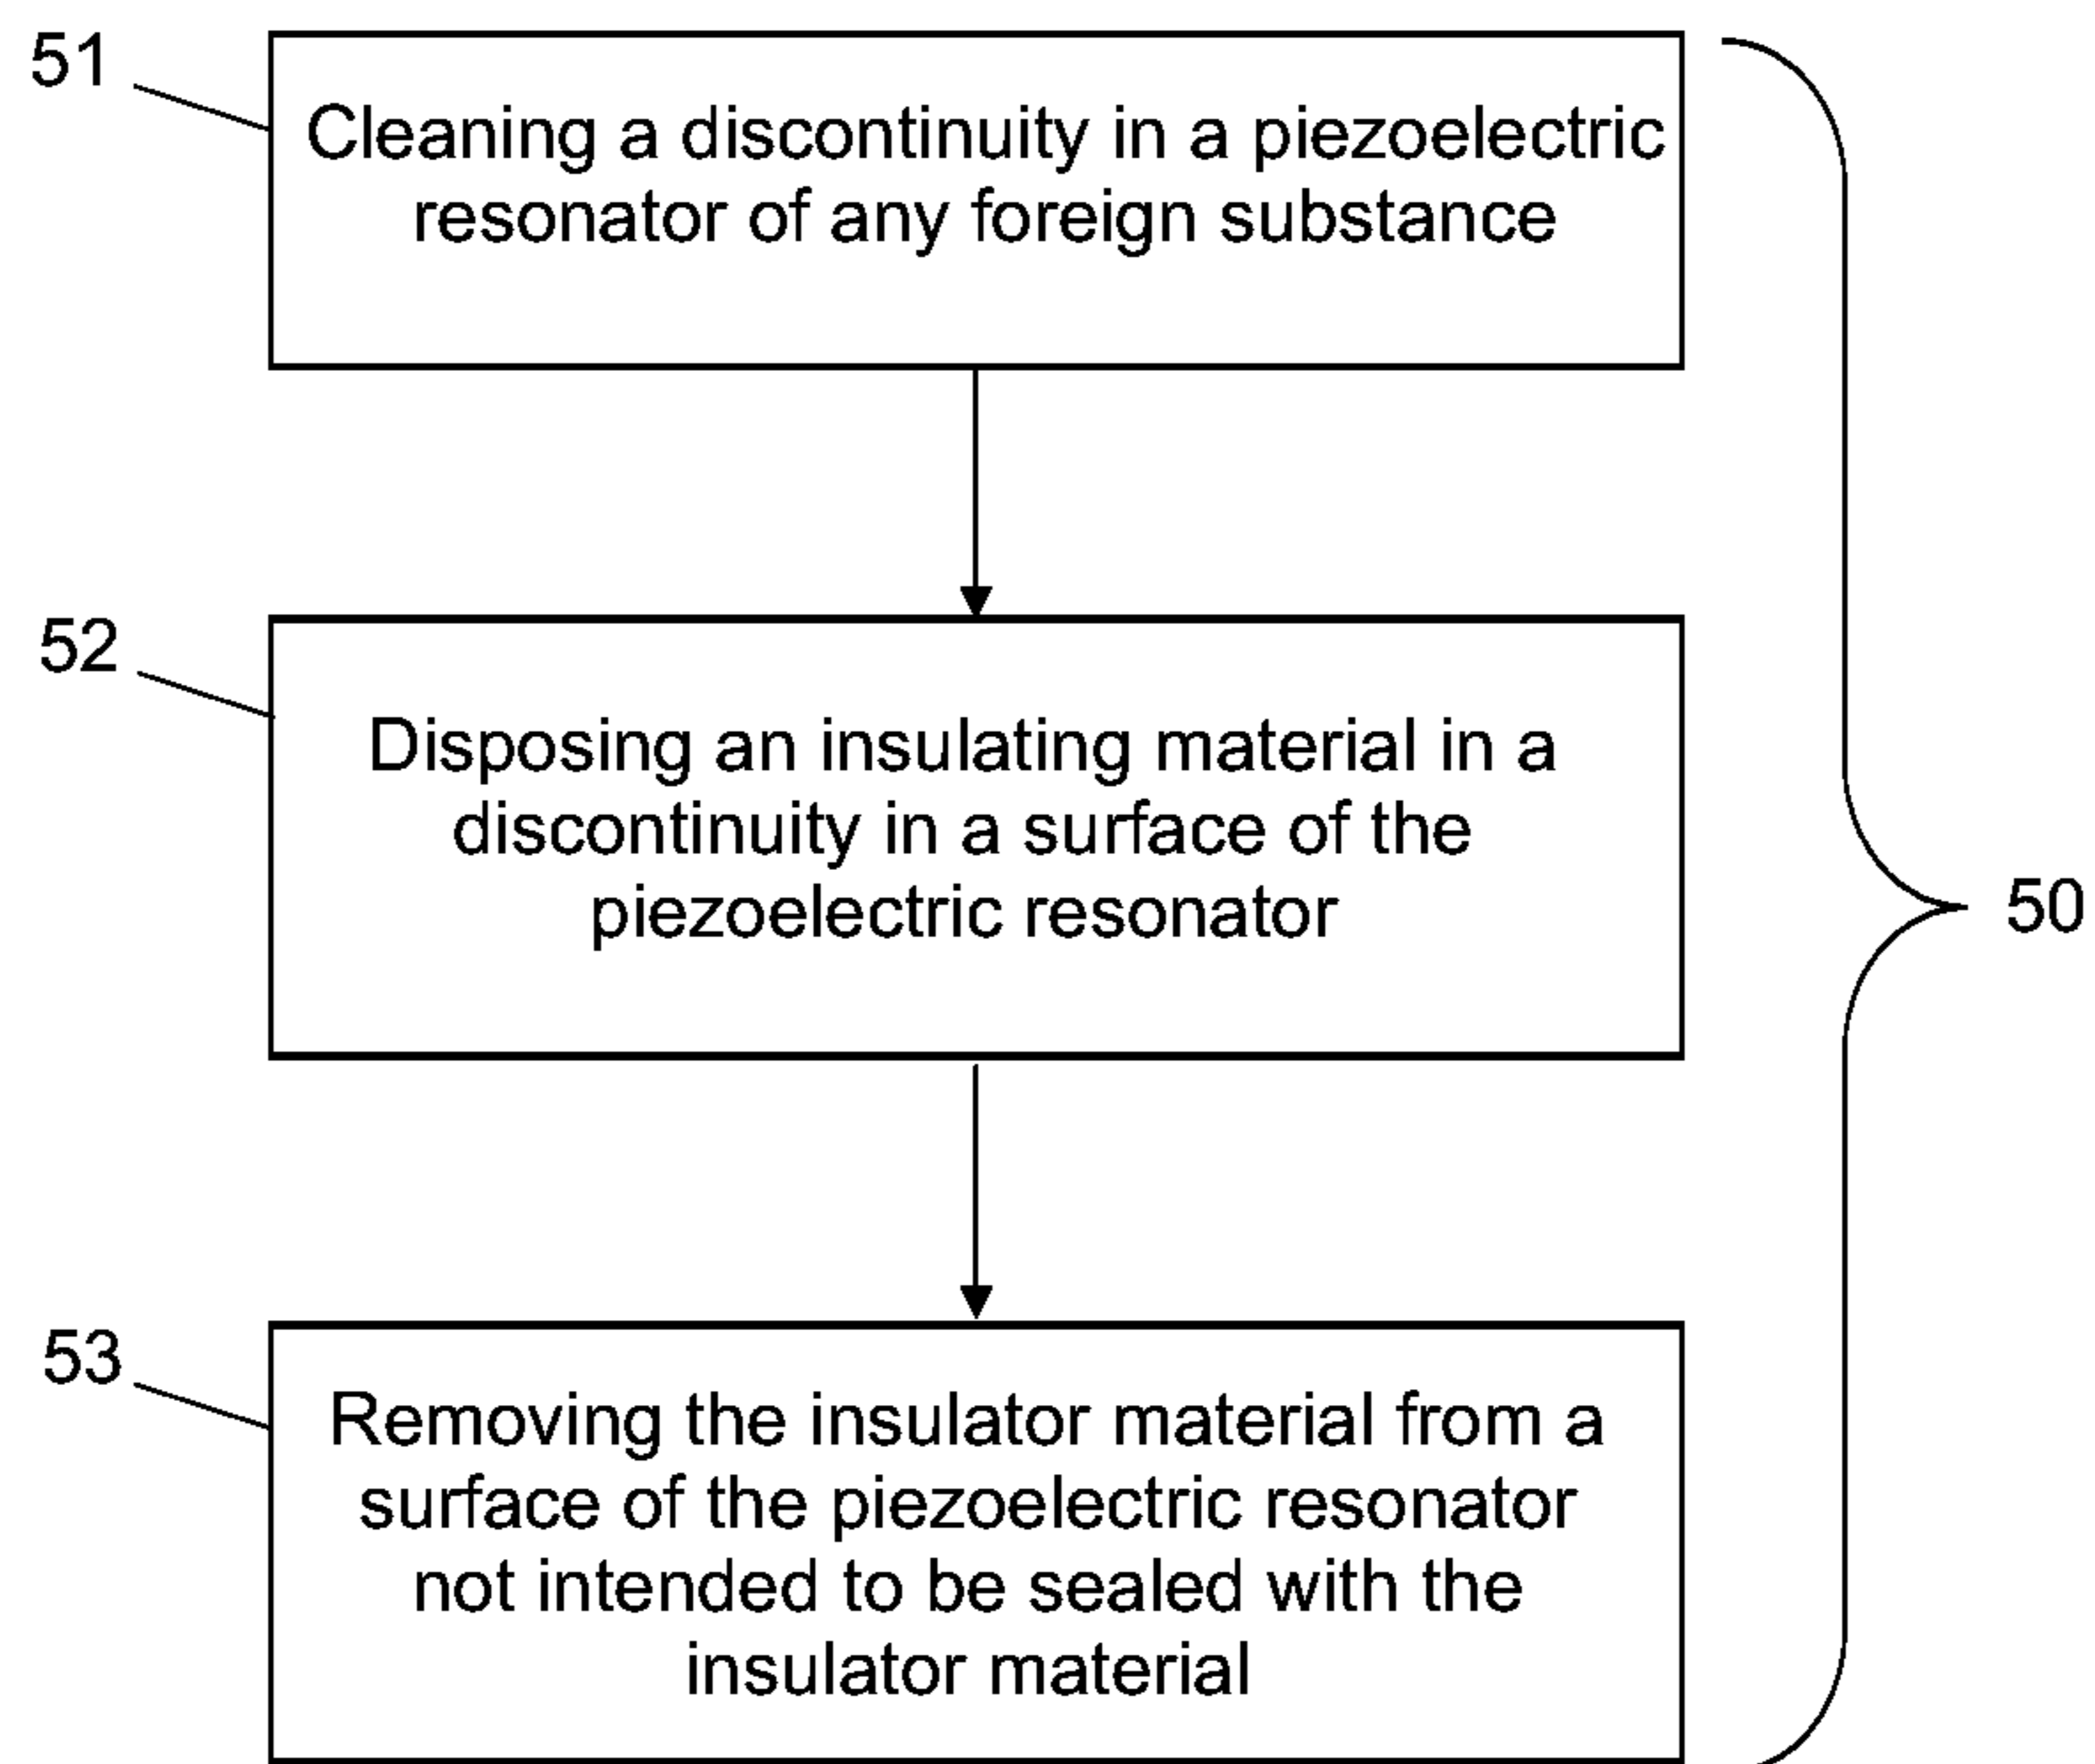 51
Cleaning a discontinuity in a piezoelectric
resonator of any foreign substance
52
Disposing an insulating material in a
discontinuity in a surface of the
piezoelectric resonator
50
53
Removing the insulator material from a
surface of the piezoelectric resonator
not intended to be sealed with the
insulator material